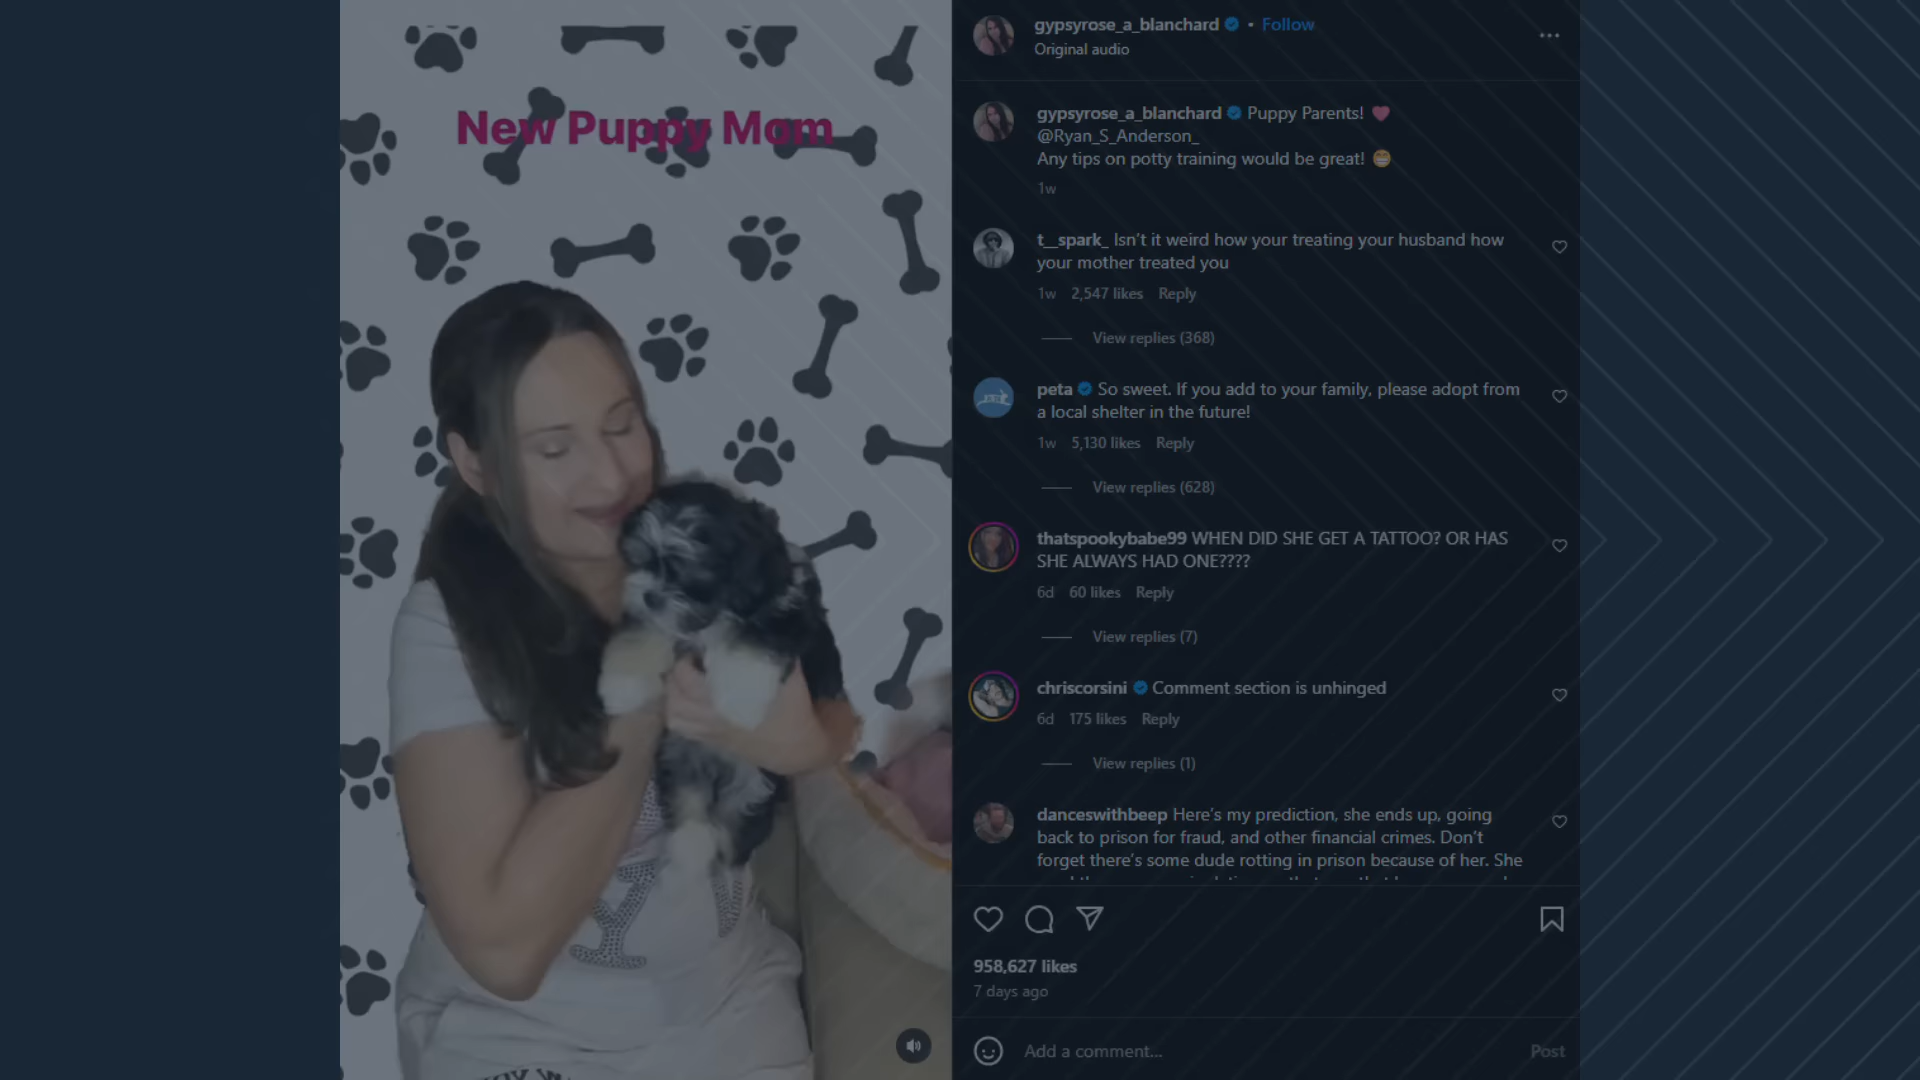 New Puppy Mom
gypsyrose_a_blanchard • Follow
Original audio
gypsyrose_a_blanchard Puppy Parents! ❤
@Ryan_S_Anderson_
Any tips on potty training would be great! 😁
1w
t__spark_ Isn't it weird how your treating your husband how
your mother treated you
1w 2,547 likes Reply
View replies (368)
peta So sweet. If you add to your family, please adopt from
a local shelter in the future!
1w 5,130 likes Reply
View replies (628)
thatspookybabe99 WHEN DID SHE GET A TATTOO? OR HAS
SHE ALWAYS HAD ONE????
6d 60 likes Reply
View replies (7)
chriscorsini Comment section is unhinged
6d 175 likes Reply
View replies (1)
danceswithbeep Here's my prediction, she ends up, going
back to prison for fraud, and other financial crimes. Don't
forget there's some dude rotting in prison because of her. She
958,627 likes
7 days ago
Add a comment...
Post